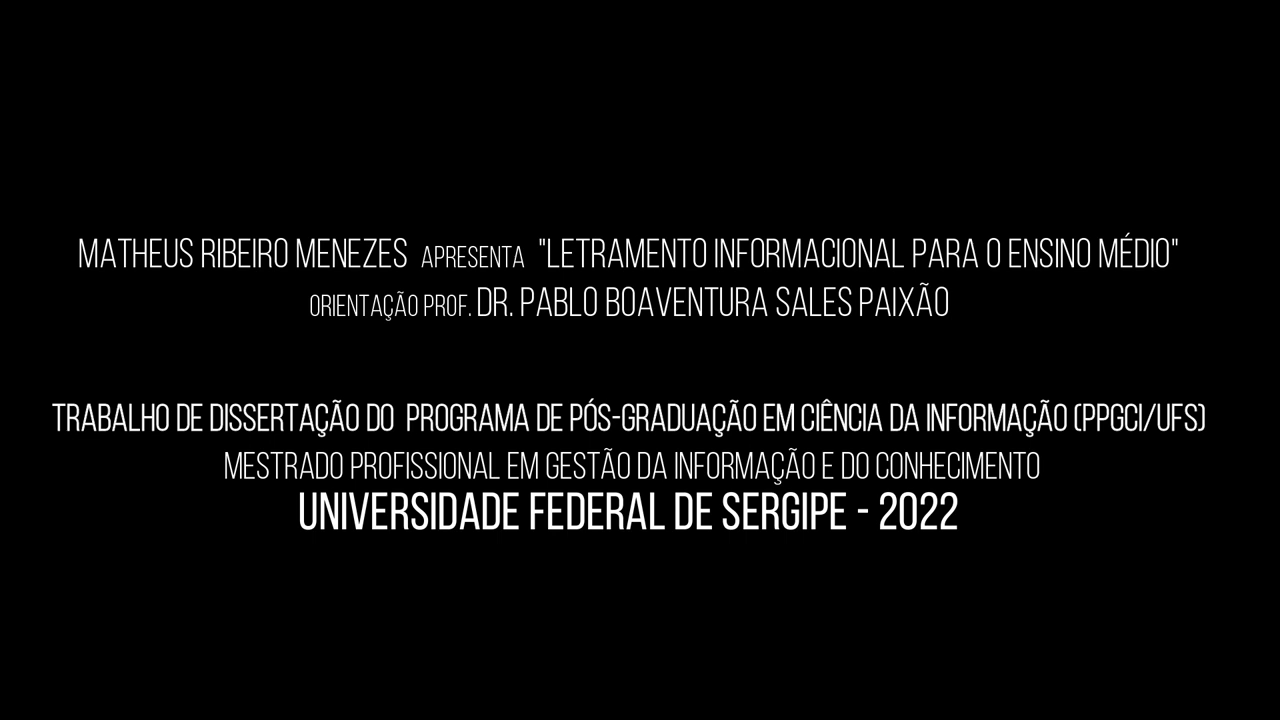 MATHEUS RIBEIRO MENEZES APRESENTA "LETRAMENTO INFORMACIONAL PARA O ENSINO MÉDIO"
ORIENTAÇÃO PROF. DR. PABLO BOAVENTURA SALES PAIXÃO
TRABALHO DE DISSERTAÇÃO DO PROGRAMA DE PÓS-GRADUAÇÃO EM CIÊNCIA DA INFORMAÇÃO (PPGCI/UFS)
MESTRADO PROFISSIONAL EM GESTÃO DA INFORMAÇÃO E DO CONHECIMENTO
UNIVERSIDADE FEDERAL DE SERGIPE - 2022